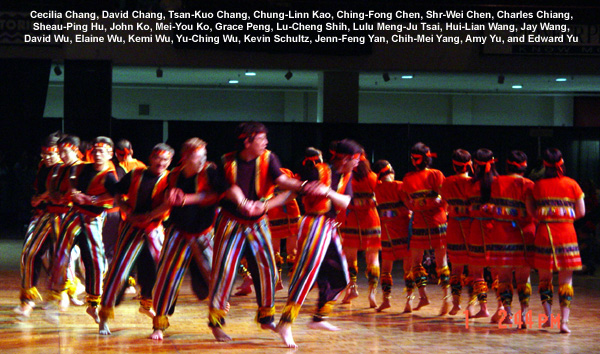 Cecilia Chang, David Chang, Tsan-Kuo Chang, Chung-Linn Kao, Ching-Fong Chen, Shr-Wei Chen, Charles Chiang,
Sheau-Ping Hu, John Ko, Mei-You Ko, Grace Peng, Lu-Cheng Shih, Lulu Meng-Ju Tsai, Hui-Lian Wang, Jay Wang,
David Wu, Elaine Wu, Kemi Wu, Yu-Ching Wu, Kevin Schultz, Jenn-Feng Yan, Chih-Mei Yang, Amy Yu, and Edward Yu